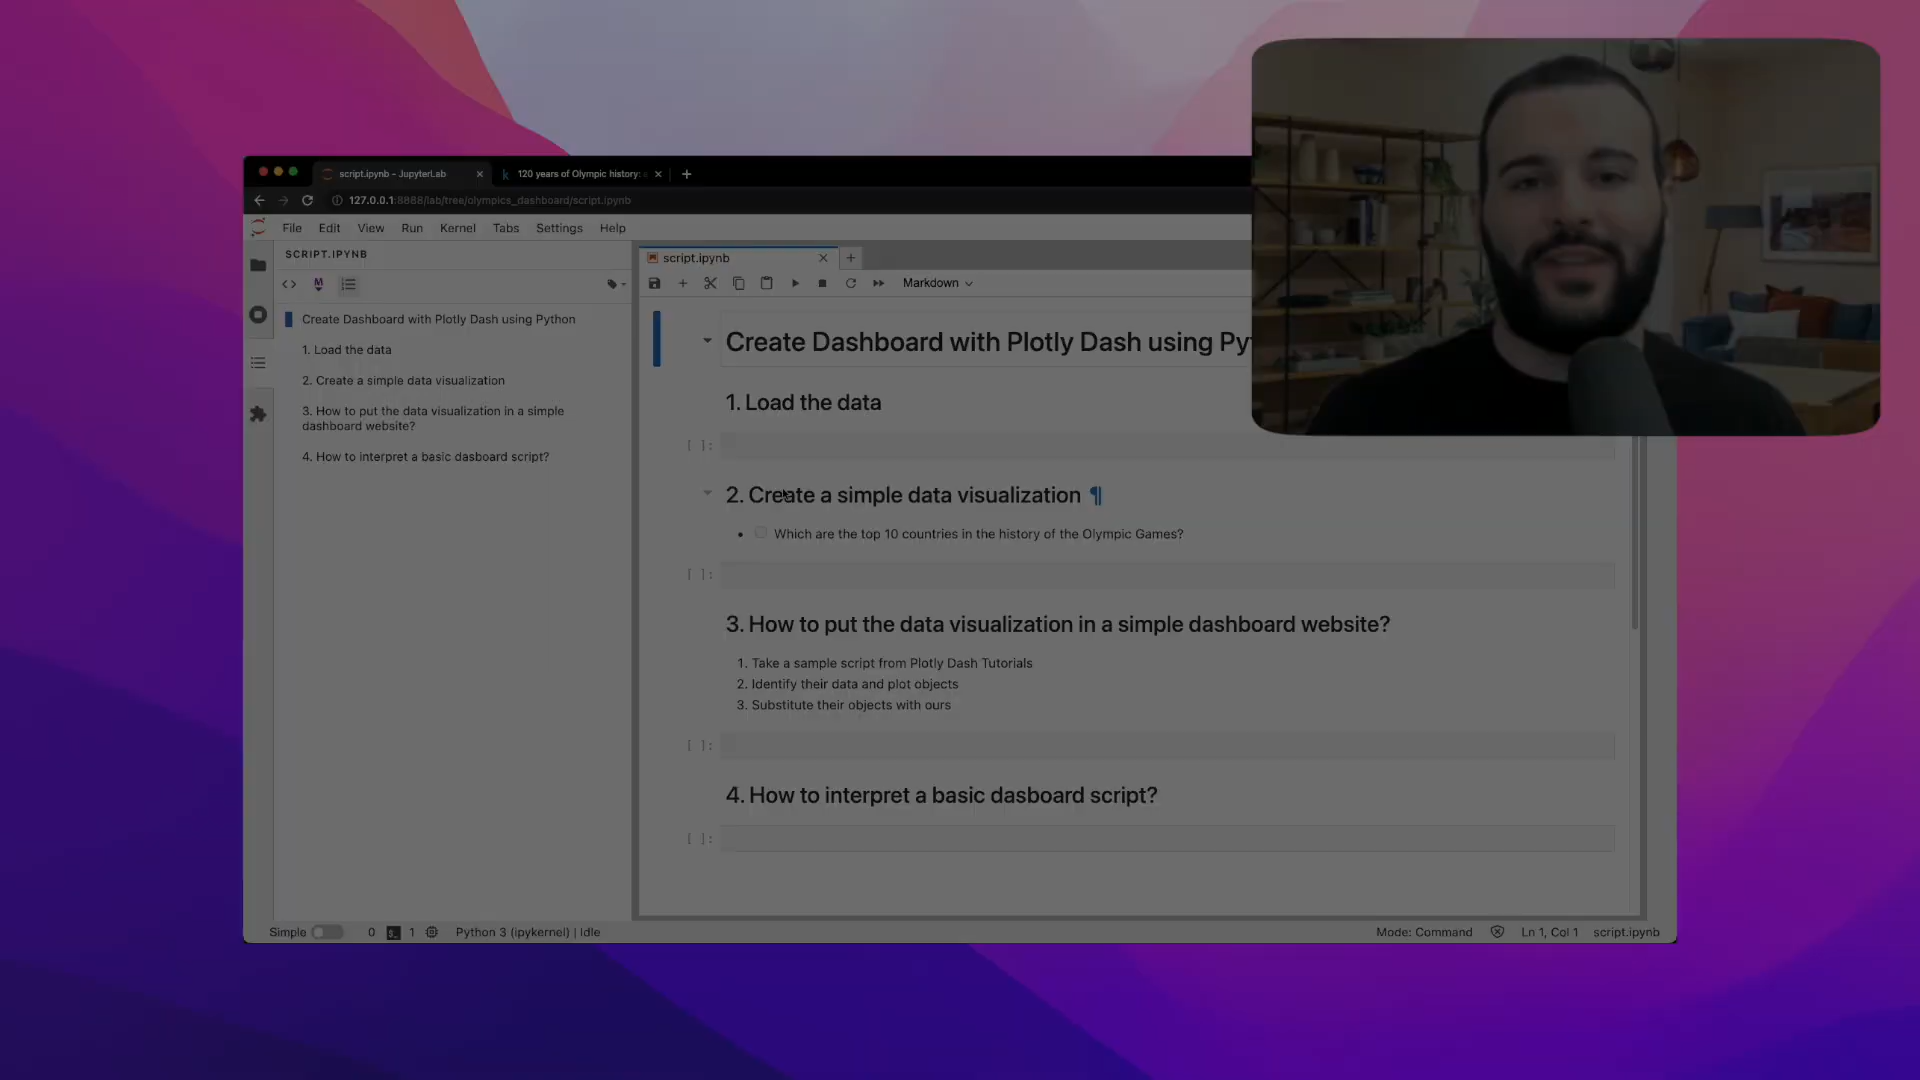 script.ipynb - JupyterLab
120 years of Olympic history:
127.0.0.1:8888/lab/tree/olympics_dashboard/script.ipynb
File Edit View Run Kernel Tabs Settings Help
SCRIPT.IPYNB
Create Dashboard with Plotly Dash using Python
1. Load the data
2. Create a simple data visualization
3. How to put the data visualization in a simple
dashboard website?
4. How to interpret a basic dasboard script?
script.ipynb
Markdown
Create Dashboard with Plotly Dash using Py
1. Load the data
[ ]:
2. Create a simple data visualization ¶
• Which are the top 10 countries in the history of the Olympic Games?
[ ]:
3. How to put the data visualization in a simple dashboard website?
1. Take a sample script from Plotly Dash Tutorials
2. Identify their data and plot objects
3. Substitute their objects with ours
[ ]:
4. How to interpret a basic dasboard script?
[ ]:
Simple 0 1 Python 3 (ipykernel) | Idle Mode: Command Ln 1, Col 1 script.ipynb